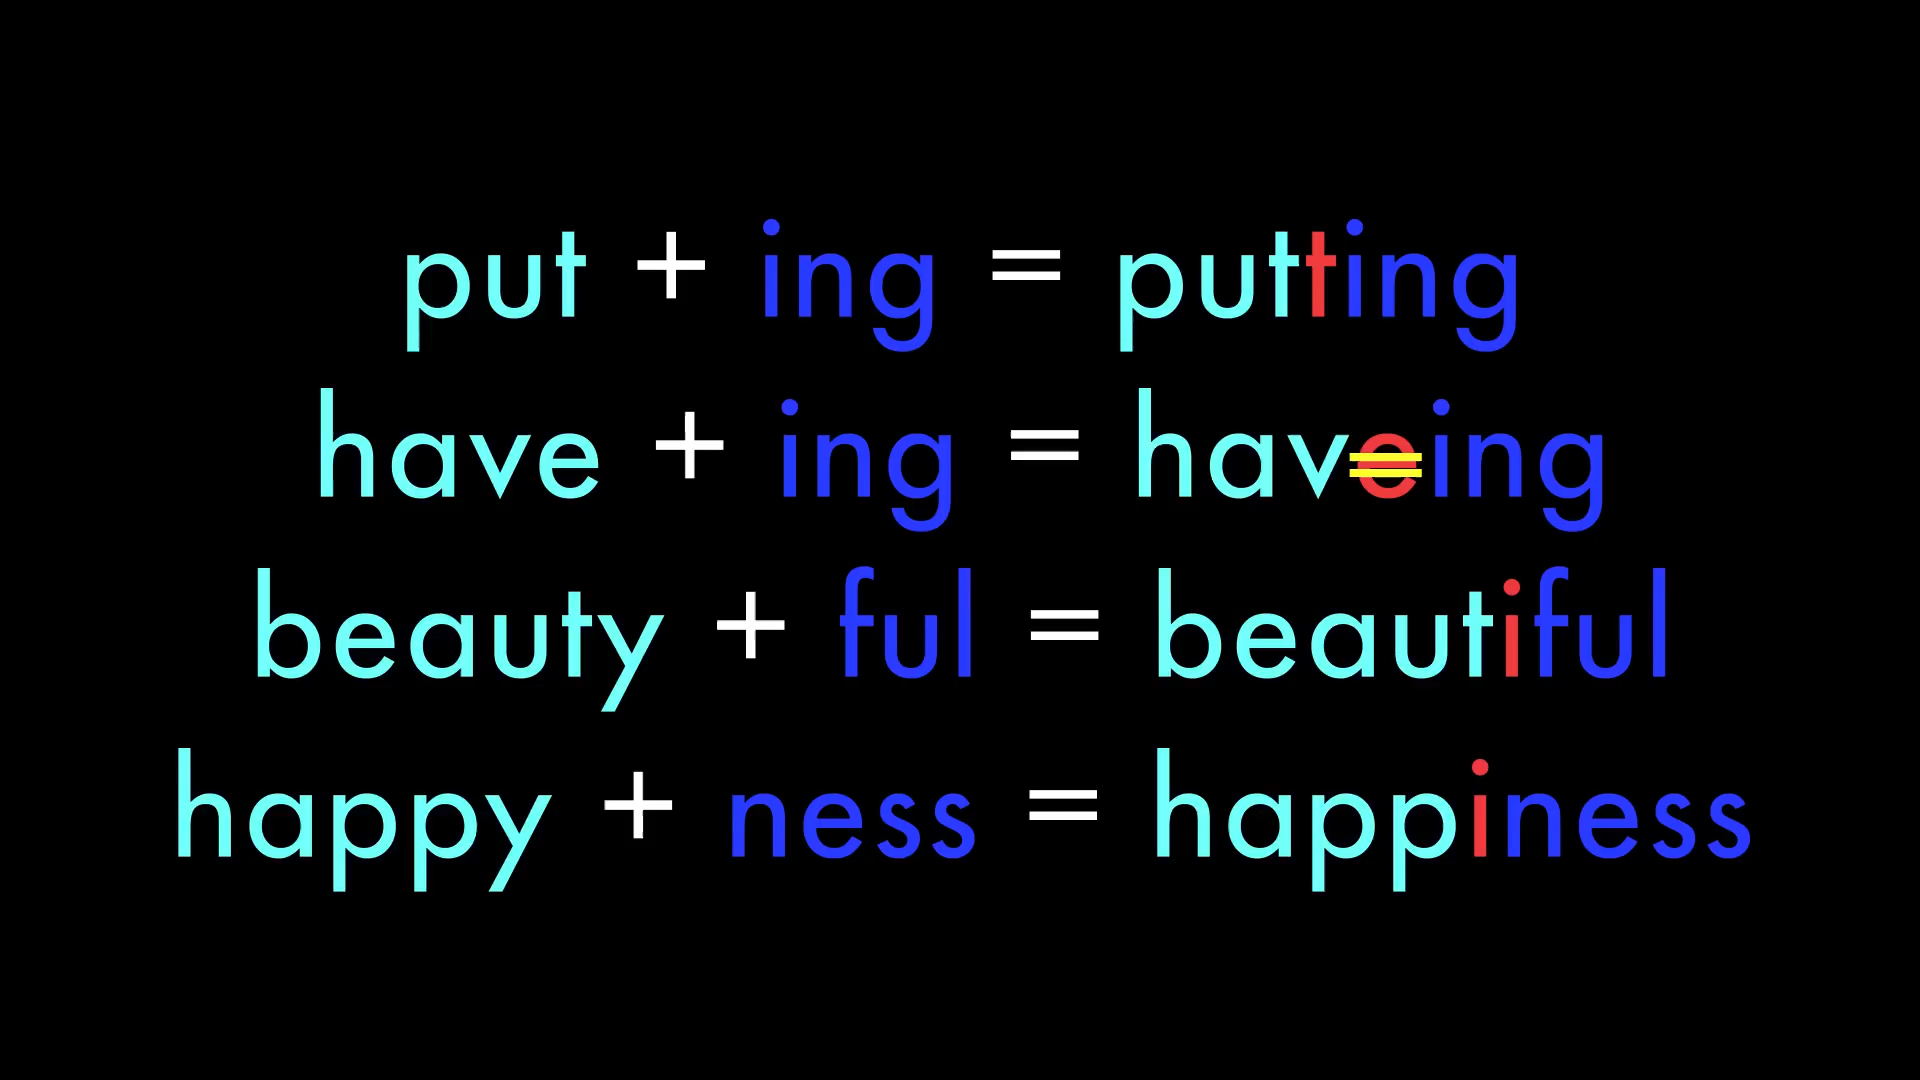 put + ing = putting
have + ing = haveing
beauty + ful = beautiful
happy + ness = happiness